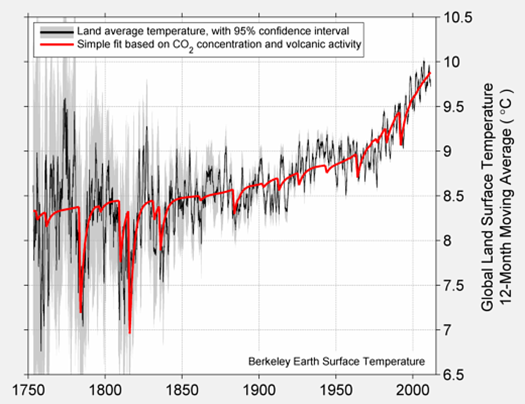 Land average temperature, with 95% confidence interval
Simple fit based on CO2 concentration and volcanic activity
10.5
10
9.5
9
8.5
8
7.5
7
6.5
Global Land Surface Temperature
12-Month Moving Average ( °C )
Berkeley Earth Surface Temperature
1750 1800 1850 1900 1950 2000